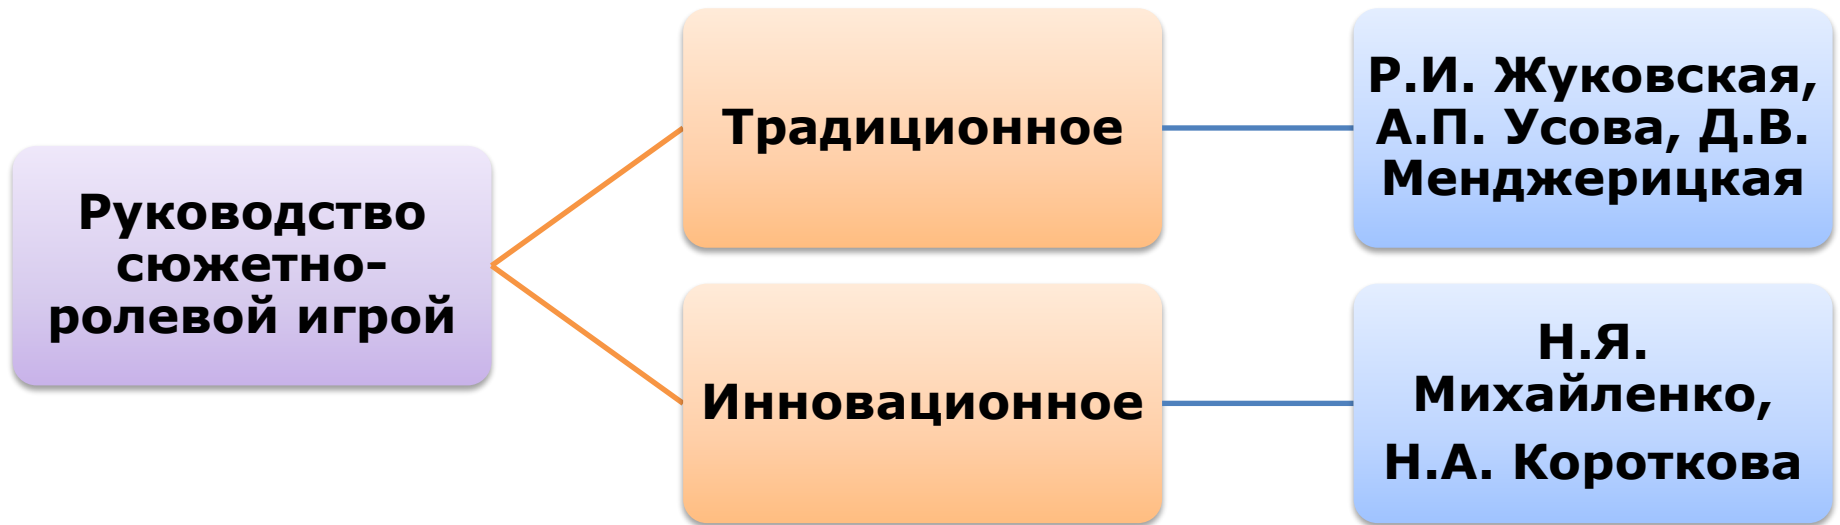 Руководство
сюжетно-
ролевой игрой
Традиционное
Р.И. Жуковская,
А.П. Усова, Д.В.
Менджерицкая
Инновационное
Н.Я.
Михайленко,
Н.А. Короткова